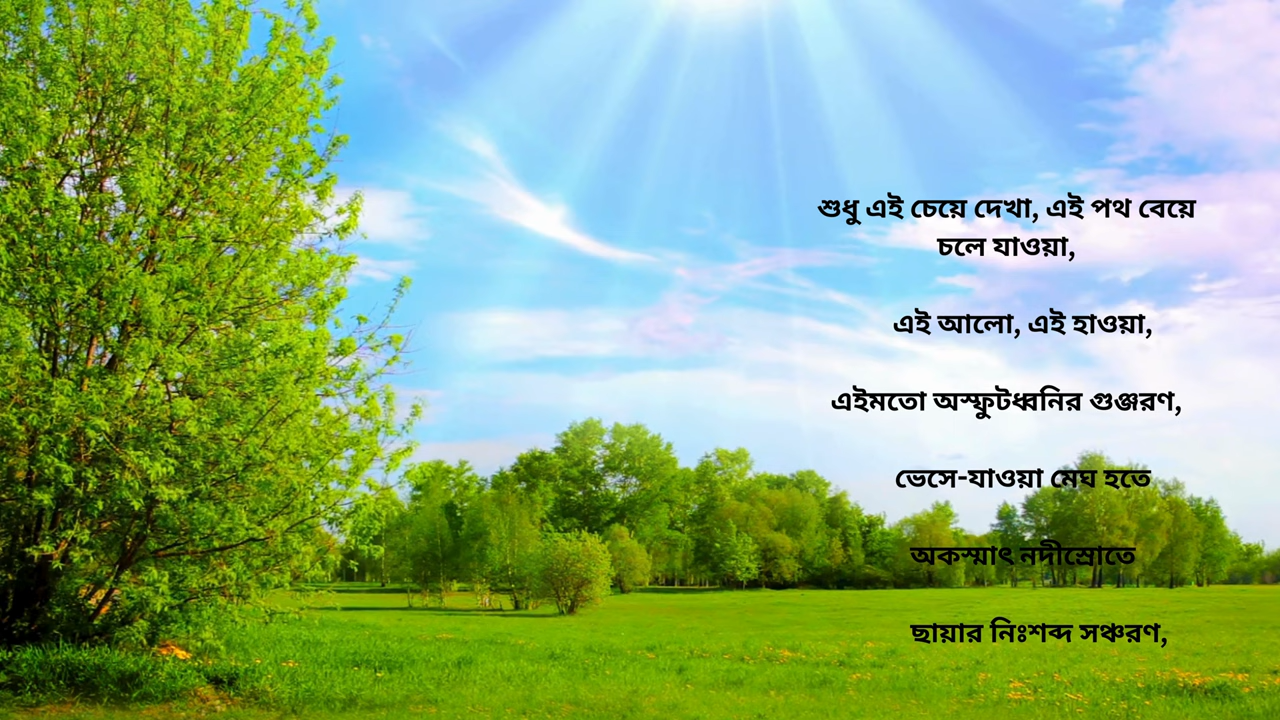 শুধু এই চেয়ে দেখা, এই পথ বেয়ে
চলে যাওয়া,
এই আলো, এই হাওয়া,
এইমতো অস্ফুটধ্বনির গুঞ্জরণ,
ভেসে-যাওয়া মেঘ হতে
অকস্মাৎ নদীস্রোতে
ছায়ার নিঃশব্দ সঞ্চরণ,